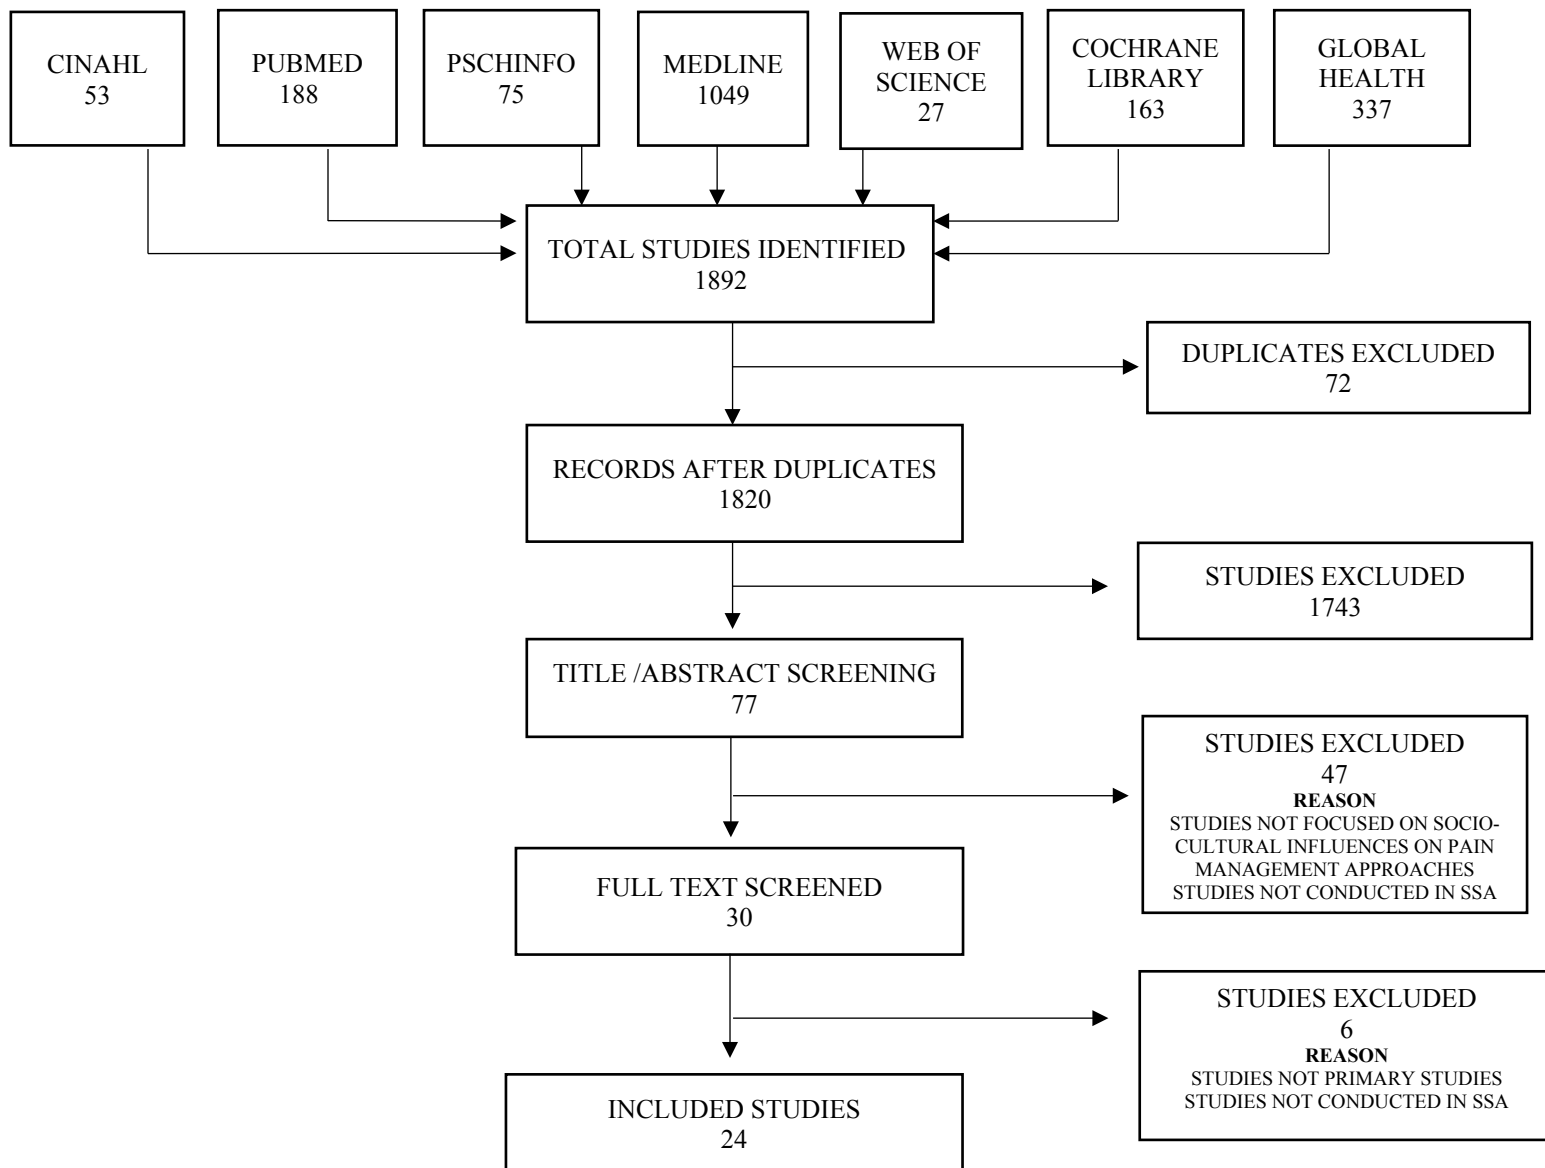 CINAHL
53
PUBMED
188
PSCHINFO
75
MEDLINE
1049
WEB OF
SCIENCE
27
COCHRANE
LIBRARY
163
GLOBAL
HEALTH
337
TOTAL STUDIES IDENTIFIED
1892
DUPLICATES EXCLUDED
72
RECORDS AFTER DUPLICATES
1820
STUDIES EXCLUDED
1743
TITLE /ABSTRACT SCREENING
77
STUDIES EXCLUDED
47
REASON
STUDIES NOT FOCUSED ON SOCIO-
CULTURAL INFLUENCES ON PAIN
MANAGEMENT APPROACHES
STUDIES NOT CONDUCTED IN SSA
FULL TEXT SCREENED
30
STUDIES EXCLUDED
6
REASON
STUDIES NOT PRIMARY STUDIES
STUDIES NOT CONDUCTED IN SSA
INCLUDED STUDIES
24